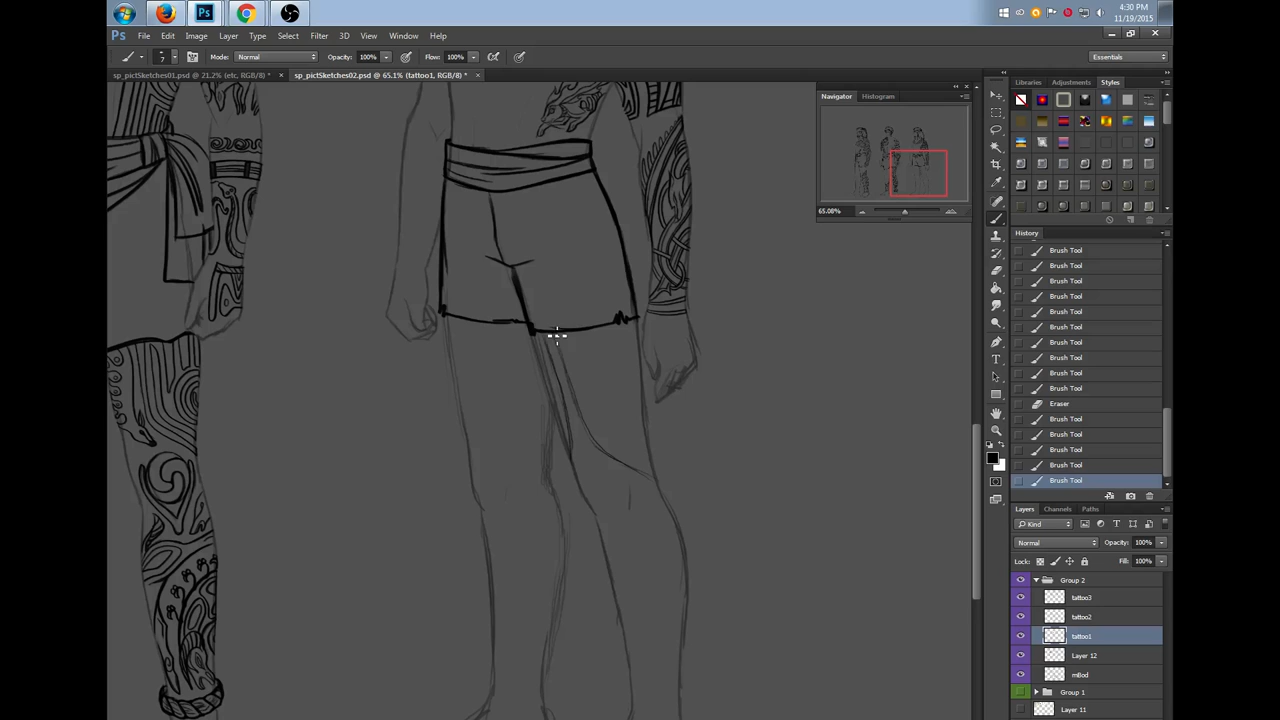 4:30 PM
11/19/2015
Ps
Ps File Edit Image Layer Type Select Filter 3D View Window Help
7 Mode: Normal Opacity: 100% Flow: 100% Essentials
sp_pictSketches01.psd @ 21.2% (etc, RGB/8) * × sp_pictSketches02.psd @ 65.1% (tattoo1, RGB/8) * ×
Libraries Adjustments Styles
Navigator Histogram
65.08%
History
Brush Tool
Brush Tool
Brush Tool
Brush Tool
Brush Tool
Brush Tool
Brush Tool
Brush Tool
Brush Tool
Brush Tool
Eraser
Brush Tool
Brush Tool
Brush Tool
Brush Tool
Brush Tool
Layers Channels Paths
Kind
Normal Opacity: 100%
Lock: Fill: 100%
Group 2
tattoo3
tattoo2
tattoo1
Layer 12
mBod
Group 1
Layer 11